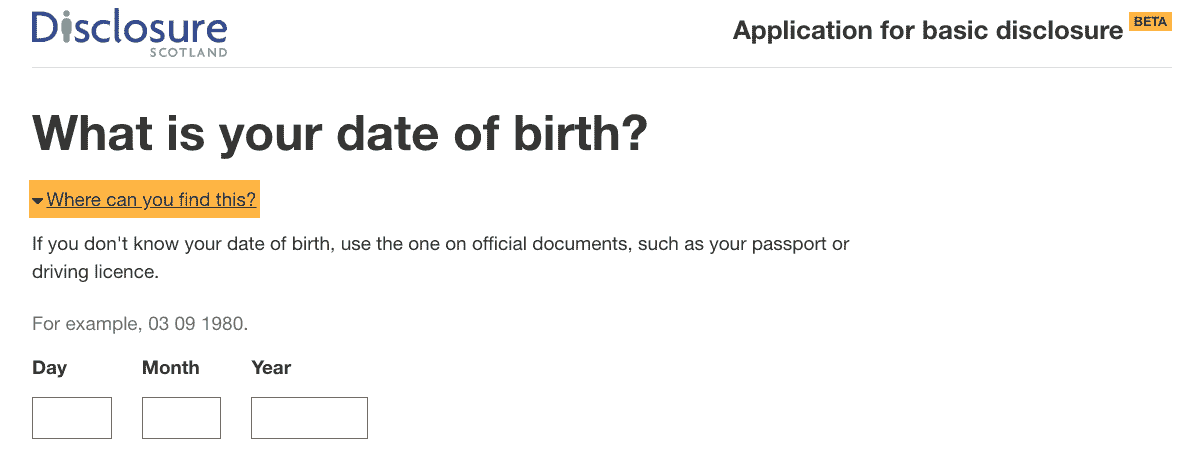 Disclosure
SCOTLAND
Application for basic disclosure BETA
What is your date of birth?
Where can you find this?
If you don't know your date of birth, use the one on official documents, such as your passport or
driving licence.
For example, 03 09 1980.
Day Month Year